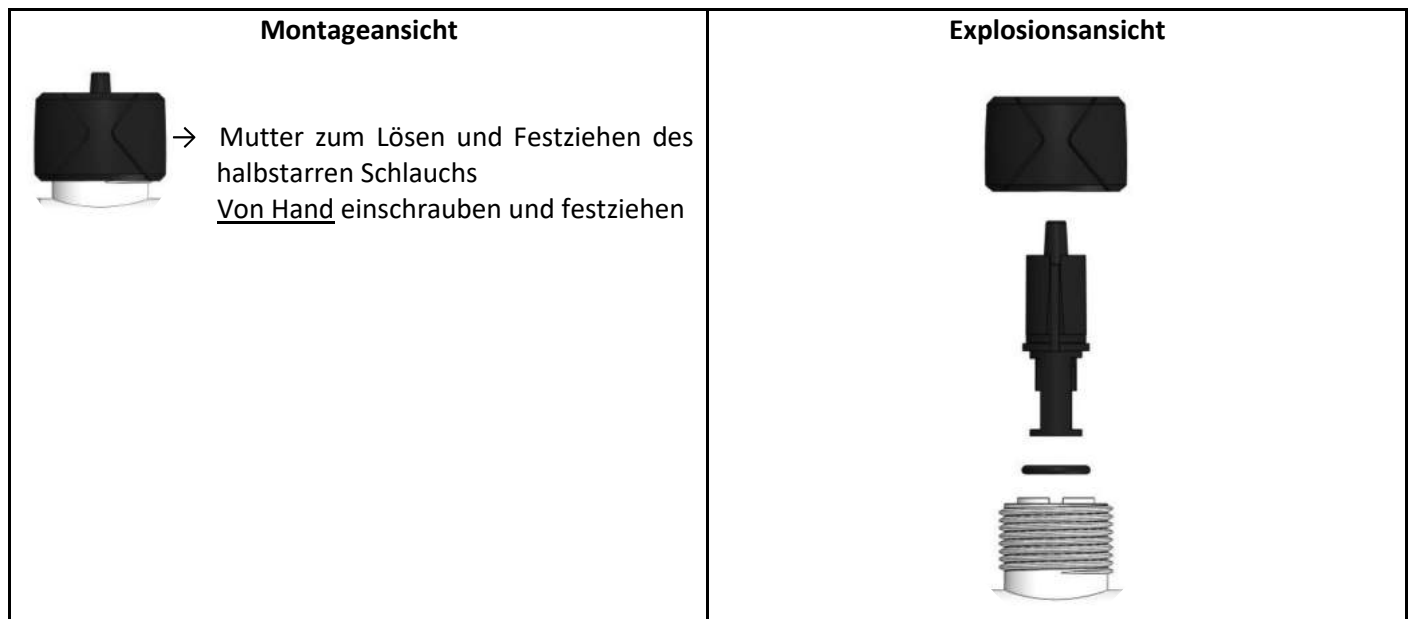 Montageansicht
Explosionsansicht
→ Mutter zum Lösen und Festziehen des
halbstarren Schlauchs
Von Hand einschrauben und festziehen